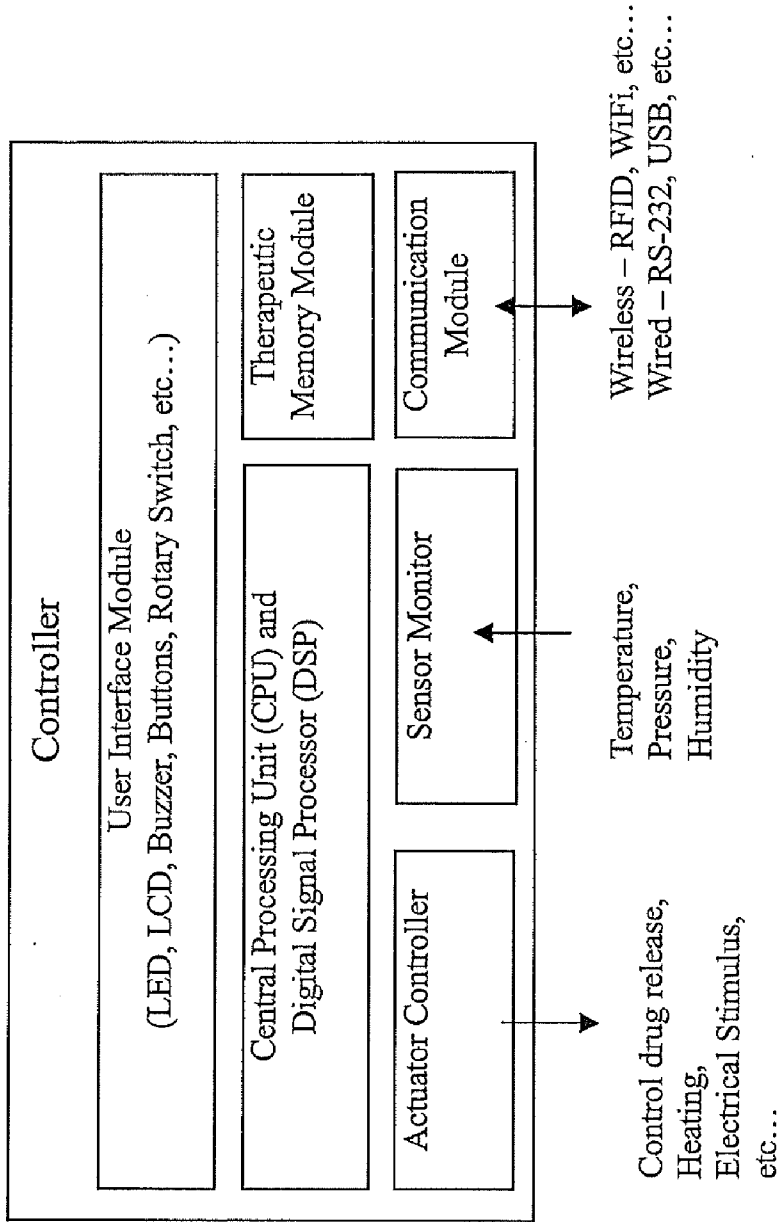 Controller
User Interface Module
(LED, LCD, Buzzer, Buttons, Rotary Switch, etc...)
Central Processing Unit (CPU) and
Digital Signal Processor (DSP)
Therapeutic
Memory Module
Actuator Controller
Sensor Monitor
Communication
Module
Control drug release,
Heating,
Electrical Stimulus,
etc...
Temperature,
Pressure,
Humidity
Wireless – RFID, WiFi, etc...
Wired – RS-232, USB, etc...